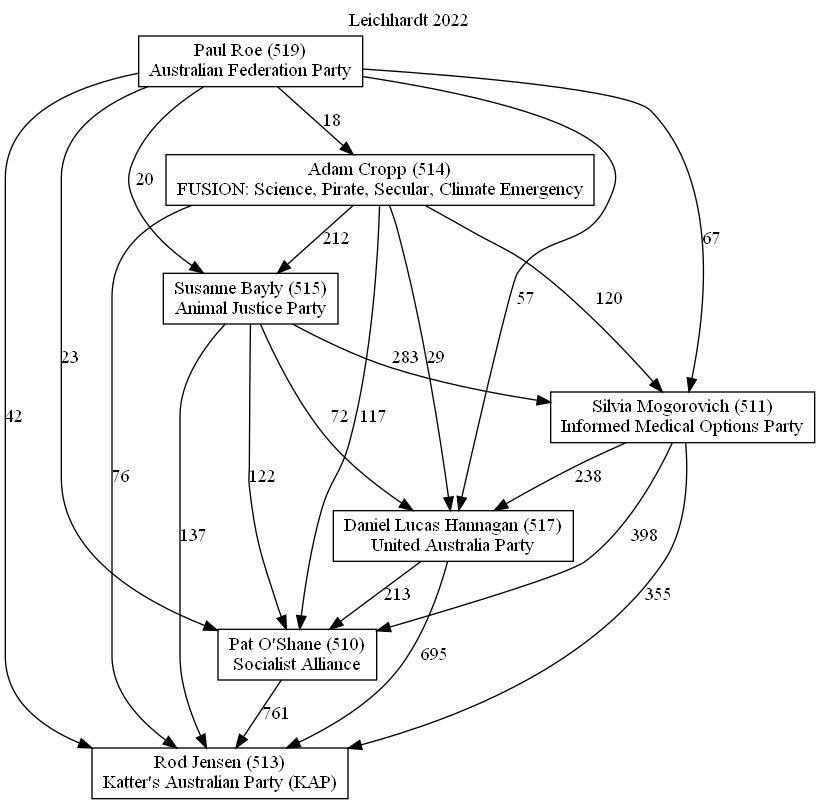 Leichhardt 2022
Paul Roe (519)
Australian Federation Party
18
Adam Cropp (514)
FUSION: Science, Pirate, Secular, Climate Emergency
20
212
67
Susanne Bayly (515)
Animal Justice Party
57
120
42
23
283
29
Silvia Mogorovich (511)
Informed Medical Options Party
72
117
76
122
238
Daniel Lucas Hannagan (517)
United Australia Party
137
398
213
355
Pat O'Shane (510)
Socialist Alliance
695
761
Rod Jensen (513)
Katter's Australian Party (KAP)